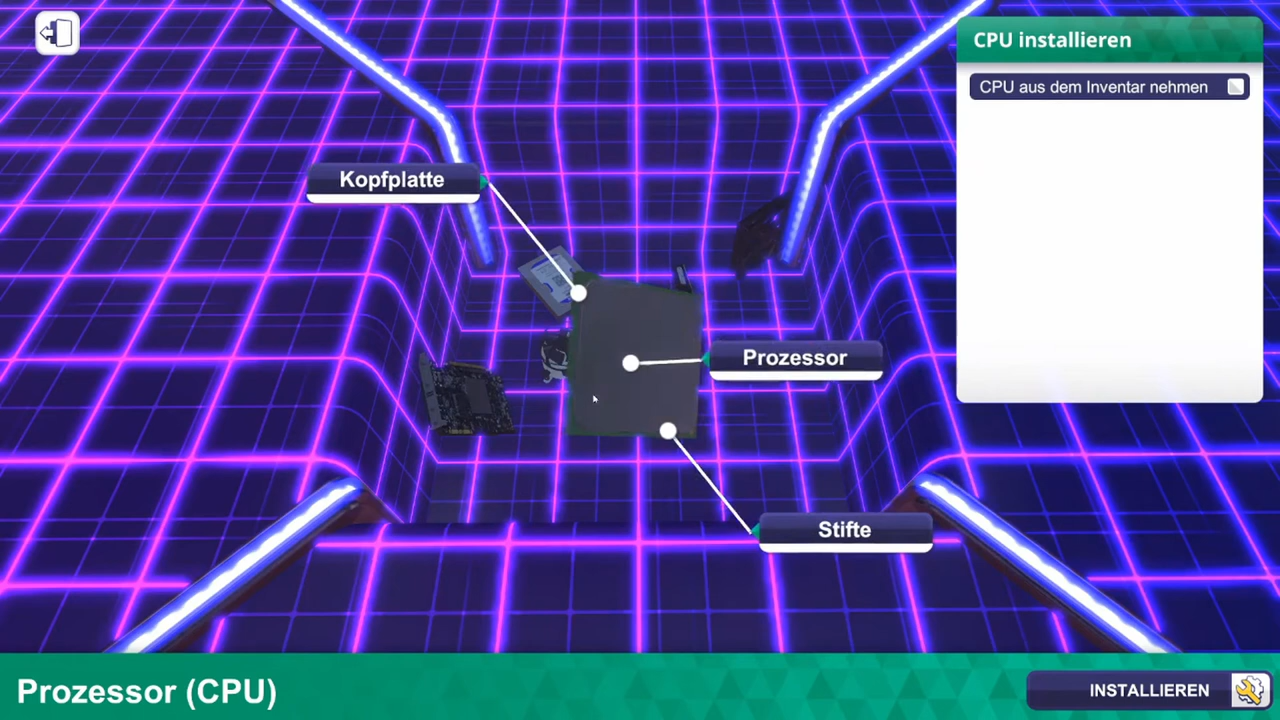 CPU installieren
CPU aus dem Inventar nehmen
Kopfplatte
Prozessor
Stifte
Prozessor (CPU)
INSTALLIEREN